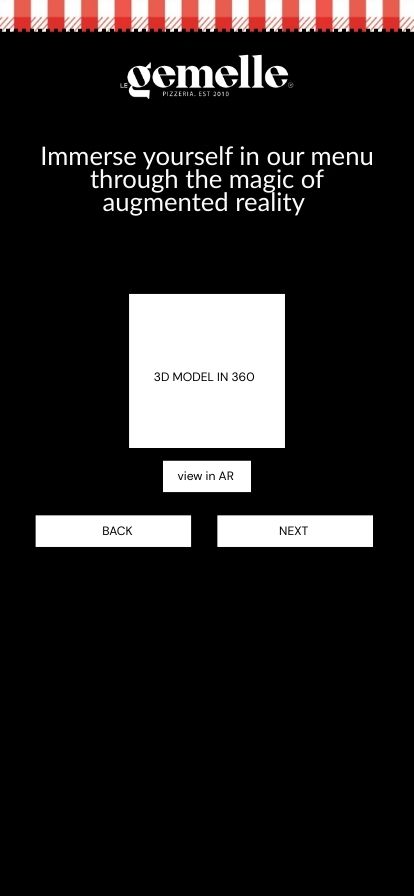 LE gemelle®
PIZZERIA. EST 2010
Immerse yourself in our menu
through the magic of
augmented reality
3D MODEL IN 360
view in AR
BACK
NEXT